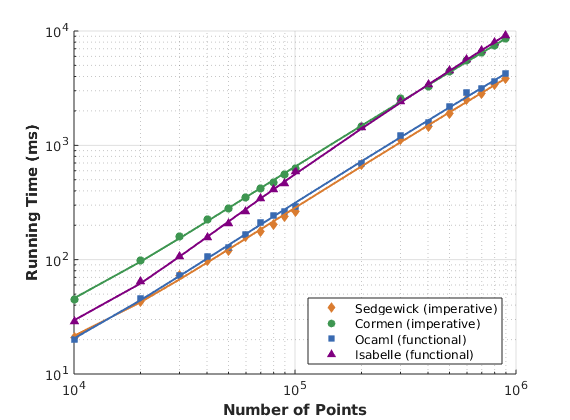 10^4
10^3
10^2
10^1
Running Time (ms)
Sedgewick (imperative)
Cormen (imperative)
Ocaml (functional)
Isabelle (functional)
10^4
10^5
10^6
Number of Points